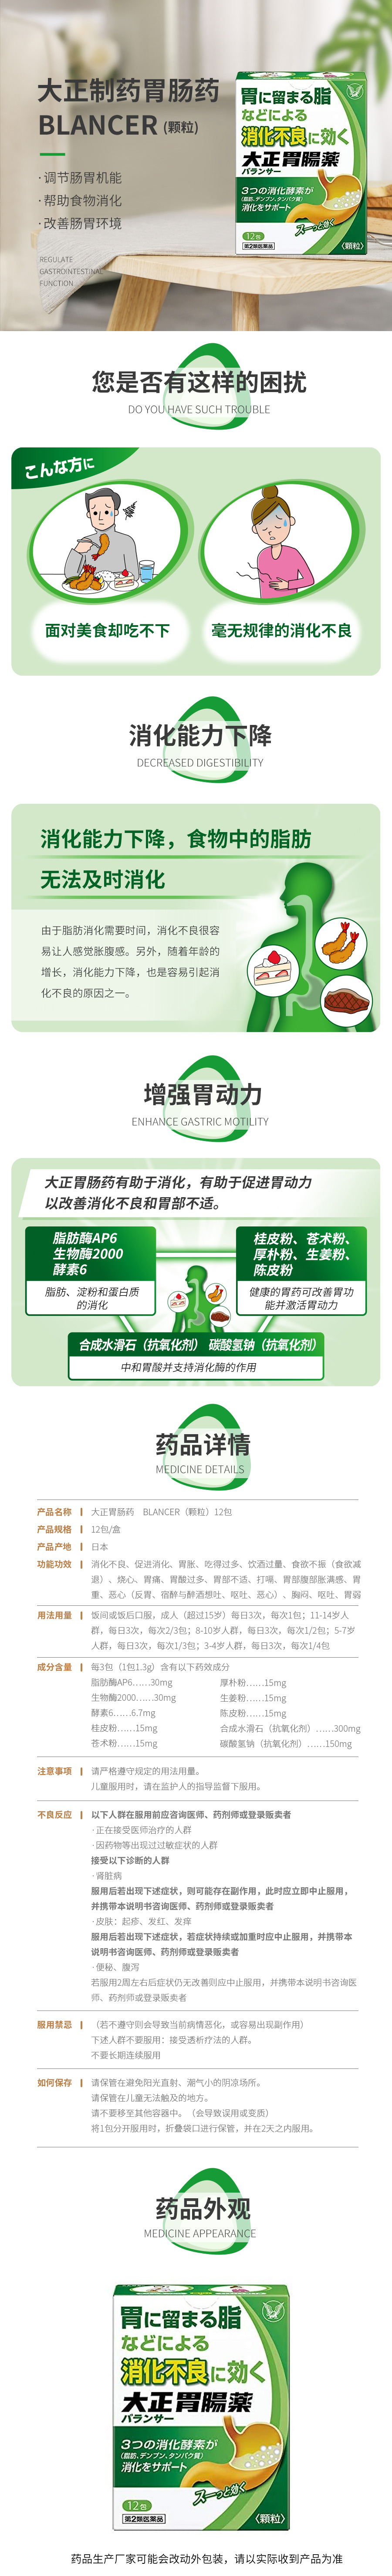 大正制药胃肠药
BLANCER (颗粒)
·调节肠胃机能
·帮助食物消化
·改善肠胃环境
REGULATE
GASTROINTESTINAL
FUNCTION
胃に留まる脂
などによる
消化不良に効く
大正胃腸薬
バランサー
3つの消化酵素が
(脂肪、デンプン、タンパク質)
消化をサポート
スーっと効く
12包
第2類医薬品
〈顆粒〉
您是否有这样的困扰
DO YOU HAVE SUCH TROUBLE
こんな方に
面对美食却吃不下
毫无规律的消化不良
消化能力下降
DECREASED DIGESTIBILITY
消化能力下降，食物中的脂肪
无法及时消化
由于脂肪消化需要时间，消化不良很容
易让人感觉胀腹感。另外，随着年龄的
增长，消化能力下降，也是容易引起消
化不良的原因之一。
增强胃动力
ENHANCE GASTRIC MOTILITY
大正胃肠药有助于消化，有助于促进胃动力
以改善消化不良和胃部不适。
脂肪酶AP6
生物酶2000
酵素6
脂肪、淀粉和蛋白质
的消化
桂皮粉、苍术粉、
厚朴粉、生姜粉、
陈皮粉
健康的胃药可改善胃功
能并激活胃动力
合成水滑石（抗氧化剂） 碳酸氢钠（抗氧化剂）
中和胃酸并支持消化酶的作用
药品详情
MEDICINE DETAILS
产品名称 大正胃肠药 BLANCER（颗粒）12包
产品规格 12包/盒
产品产地 日本
功能功效 消化不良、促进消化、胃胀、吃得过多、饮酒过量、食欲不振（食欲减
退）、烧心、胃痛、胃酸过多、胃部不适、打嗝、胃部腹部胀满感、胃
重、恶心（反胃、宿醉与醉酒想吐、呕吐、恶心）、胸闷、呕吐、胃弱
用法用量 饭间或饭后口服，成人（超过15岁）每日3次，每次1包；11-14岁人
群，每日3次，每次2/3包；8-10岁人群，每日3次，每次1/2包；5-7岁
人群，每日3次，每次1/3包；3-4岁人群，每日3次，每次1/4包
成分含量 每3包（1包1.3g）含有以下药效成分
脂肪酶AP6……30mg 厚朴粉……15mg
生物酶2000……30mg 生姜粉……15mg
酵素6……6.7mg 陈皮粉……15mg
桂皮粉……15mg 合成水滑石（抗氧化剂）……300mg
苍术粉……15mg 碳酸氢钠（抗氧化剂）……150mg
注意事项 请严格遵守规定的用法用量。
儿童服用时，请在监护人的指导监督下服用。
不良反应 以下人群在服用前应咨询医师、药剂师或登录贩卖者
·正在接受医师治疗的人群
·因药物等出现过过敏症状的人群
接受以下诊断的人群
·肾脏病
服用后若出现下述症状，则可能存在副作用，此时应立即中止服用，
并携带本说明书咨询医师、药剂师或登录贩卖者
·皮肤：起疹、发红、发痒
服用后若出现下述症状，若症状持续或加重时应中止服用，并携带本
说明书咨询医师、药剂师或登录贩卖者
·便秘、腹泻
若服用2周左右后症状仍无改善则应中止服用，并携带本说明书咨询医
师、药剂师或登录贩卖者
服用禁忌 （若不遵守则会导致当前病情恶化，或容易出现副作用）
下述人群不要服用：接受透析疗法的人群。
不要长期连续服用
如何保存 请保管在避免阳光直射、潮气小的阴凉场所。
请保管在儿童无法触及的地方。
请不要移至其他容器中。（会导致误用或变质）
将1包分开服用时，折叠袋口进行保管，并在2天之内服用。
药品外观
MEDICINE APPEARANCE
胃に留まる脂
などによる
消化不良に効く
大正胃腸薬
バランサー
3つの消化酵素が
(脂肪、デンプン、タンパク質)
消化をサポート
スーっと効く
12包
第2類医薬品
〈顆粒〉
药品生产厂家可能会改动外包装，请以实际收到产品为准